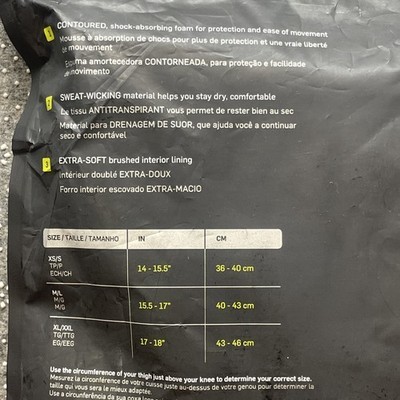 1 CONTOURED, shock-absorbing foam for protection and ease of movement
Mousse à absorption de chocs pour plus de protection et une vraie liberté
de mouvement
Espuma amortecedora CONTORNEADA, para proteção e facilidade
de movimento
2 SWEAT-WICKING material helps you stay dry, comfortable
Le tissu ANTITRANSPIRANT vous permet de rester bien au sec
Material para DRENAGEM DE SUOR, que ajuda você a continuar
seco e confortável
3 EXTRA-SOFT brushed interior lining
Intérieur doublé EXTRA-DOUX
Forro interior escovado EXTRA-MACIO
SIZE / TAILLE / TAMANHO IN CM
XS/S
TP/P 14 - 15.5" 36 - 40 cm
ECH/CH
M/L
M/G 15.5 - 17" 40 - 43 cm
M/G
XL/XXL
TG/TTG 17 - 18" 43 - 46 cm
EG/EEG
Use the circumference of your thigh just above your knee to determine your correct size.
Mesurez la circonférence de votre cuisse juste au-dessus de votre genou pour déterminer la
taille qui vous sera le mieux adaptée.
Use a circunferência de sua